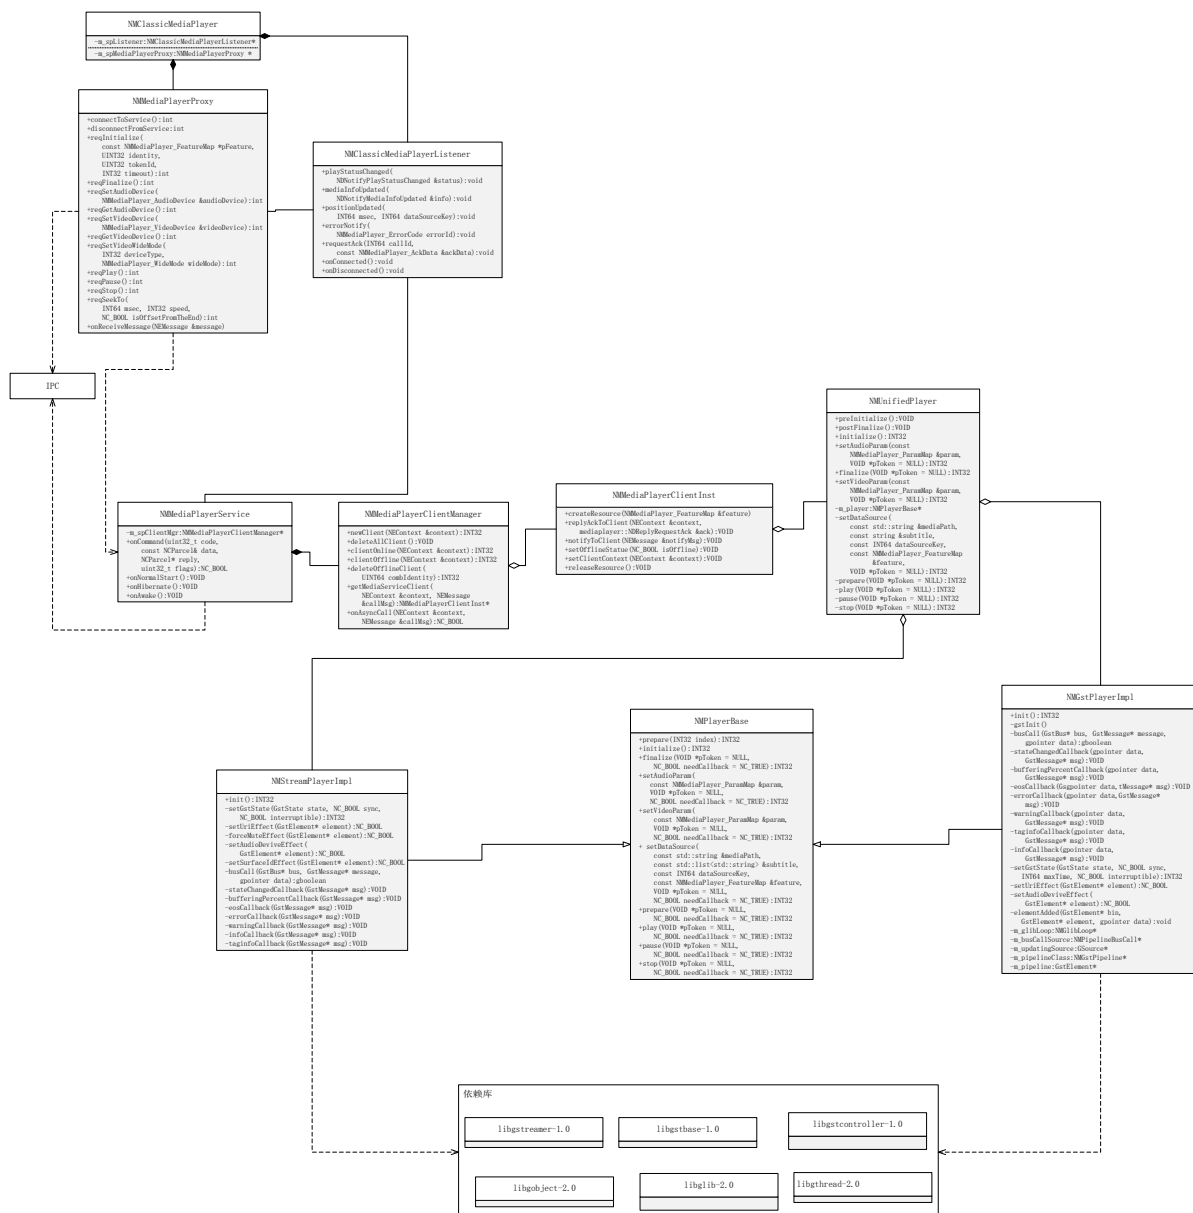 NMClassicMediaPlayer
-m_spListener:NMClassicMediaPlayerListener*
-m_spMediaPlayerProxy:NMMediaPlayerProxy *
NMMediaPlayerProxy
+connectToService():int
+disconnectFromService:int
+reqInitialize(
const NMMediaPlayer_FeatureMap *pFeature,
UINT32 identity,
UINT32 tokenId,
INT32 timeout):int
+reqFinalize():int
+reqSetAudioDevice(
NMMediaPlayer_AudioDevice &audioDevice):int
+reqGetAudioDevice():int
+reqSetVideoDevice(
NMMediaPlayer_VideoDevice &videoDevice):int
+reqGetVideoDevice():int
+reqSetVideoWideMode(
INT32 deviceType,
NMMediaPlayer_WideMode wideMode):int
+reqPlay():int
+reqPause():int
+reqStop():int
+reqSeekTo(
INT64 msec, INT32 speed,
NC_BOOL isOffsetFromTheEnd):int
+onReceiveMessage(NEMessage &message)
NMClassicMediaPlayerListener
+playStatusChanged(
NDNotifyPlayStatusChanged &status):void
+mediaInfoUpdated(
NDNotifyMediaInfoUpdated &info):void
+positionUpdated(
INT64 msec, INT64 dataSourceKey):void
+errorNotify(
NMMediaPlayer_ErrorCode errorId):void
+requestAck(INT64 callId,
const NMMediaPlayer_AckData &ackData):void
+onConnected():void
+onDisconnected():void
IPC
NMMediaPlayerService
-m_spClientMgr:NMMediaPlayerClientManager*
+onCommand(uint32_t code,
const NCParcel& data,
NCParcel* reply,
uint32_t flags):NC_BOOL
+onNormalStart():VOID
+onHibernate():VOID
+onAwake():VOID
NMMediaPlayerClientManager
+newClient(NEContext &context):INT32
+deleteAllClient():VOID
+clientOnline(NEContext &context):INT32
+clientOffline(NEContext &context):INT32
+deleteOfflineClient(
UINT64 combIdentity):INT32
+getMediaServiceClient(
NEContext &context, NEMessage
&callMsg):NMMediaPlayerClientInst*
+onAsyncCall(NEContext &context,
NEMessage &callMsg):NC_BOOL
NMMediaPlayerClientInst
+createResource(NMMediaPlayer_FeatureMap &feature)
+replyAckToClient(NEContext &context,
mediaplayer::NDReplyRequestAck &ack):VOID
+notifyToClient(NEMessage &notifyMsg):VOID
+setOfflineStatue(NC_BOOL isOffline):VOID
+setClientContext(NEContext &context):VOID
+releaseResource():VOID
NMUnifiedPlayer
+preInitialize():VOID
+postFinalize():VOID
+initialize():INT32
+setAudioParam(const
NMMediaPlayer_ParamMap &param,
VOID *pToken = NULL):INT32
+finalize(VOID *pToken = NULL):INT32
+setVideoParam(const
NMMediaPlayer_ParamMap &param,
VOID *pToken = NULL):INT32
-m_player:NMPlayerBase*
-setDataSource(
const std::string &mediaPath,
const string &subtitle,
const INT64 dataSourceKey,
const NMMediaPlayer_FeatureMap
&feature,
VOID *pToken = NULL):INT32
-prepare(VOID *pToken = NULL):INT32
-play(VOID *pToken = NULL):INT32
-pause(VOID *pToken = NULL):INT32
-stop(VOID *pToken = NULL):INT32
NMStreamPlayerImpl
+init():INT32
-setGstState(GstState state, NC_BOOL sync,
NC_BOOL interruptible):INT32
-setUriEffect(GstElement* element):NC_BOOL
-forceMuteEffect(GstElement* element):NC_BOOL
-setAudioDeviveEffect(
GstElement* element):NC_BOOL
-setSurfaceIdEffect(GstElement* element):NC_BOOL
-busCall(GstBus* bus, GstMessage* message,
gpointer data):gboolean
-stateChangedCallback(GstMessage* msg):VOID
-bufferingPercentCallback(GstMessage* msg):VOID
-eosCallback(GstMessage* msg):VOID
-errorCallback(GstMessage* msg):VOID
-warningCallback(GstMessage* msg):VOID
-infoCallback(GstMessage* msg):VOID
-taginfoCallback(GstMessage* msg):VOID
NMPlayerBase
+prepare(INT32 index):INT32
+initialize():INT32
+finalize(VOID *pToken = NULL,
NC_BOOL needCallback = NC_TRUE):INT32
+setAudioParam(
const NMMediaPlayer_ParamMap &param,
VOID *pToken = NULL,
NC_BOOL needCallback = NC_TRUE):INT32
+setVideoParam(
const NMMediaPlayer_ParamMap &param,
VOID *pToken = NULL,
NC_BOOL needCallback = NC_TRUE):INT32
+ setDataSource(
const std::string &mediaPath,
const std::list<std::string> &subtitle,
const INT64 dataSourceKey,
const NMMediaPlayer_FeatureMap &feature,
VOID *pToken = NULL,
NC_BOOL needCallback = NC_TRUE):INT32
+prepare(VOID *pToken = NULL,
NC_BOOL needCallback = NC_TRUE):INT32
+play(VOID *pToken = NULL,
NC_BOOL needCallback = NC_TRUE):INT32
+pause(VOID *pToken = NULL,
NC_BOOL needCallback = NC_TRUE):INT32
+stop(VOID *pToken = NULL,
NC_BOOL needCallback = NC_TRUE):INT32
NMGstPlayerImpl
+init():INT32
-gstInit()
-busCall(GstBus* bus, GstMessage* message,
gpointer data):gboolean
-stateChangedCallback(gpointer data,
GstMessage* msg):VOID
-bufferingPercentCallback(gpointer data,
GstMessage* msg):VOID
-eosCallback(Gsgpointer data,tMessage* msg):VOID
-errorCallback(gpointer data,GstMessage*
msg):VOID
-warningCallback(gpointer data,
GstMessage* msg):VOID
-taginfoCallback(gpointer data,
GstMessage* msg):VOID
-infoCallback(gpointer data,
GstMessage* msg):VOID
-setGstState(GstState state, NC_BOOL sync,
INT64 maxTime, NC_BOOL interruptible):INT32
-setUriEffect(GstElement* element):NC_BOOL
-setAudioDeviveEffect(
GstElement* element):NC_BOOL
-elementAdded(GstElement* bin,
GstElement* element, gpointer data):void
-m_glibLoop:NMGlibLoop*
-m_busCallSource:NMPipelineBusCall*
-m_updatingSource:GSource*
-m_pipelineClass:NMGstPipeline*
-m_pipeline:GstElement*
依赖库
libgstreamer-1.0
libgstbase-1.0
libgstcontroller-1.0
libgobject-2.0
libglib-2.0
libgthread-2.0